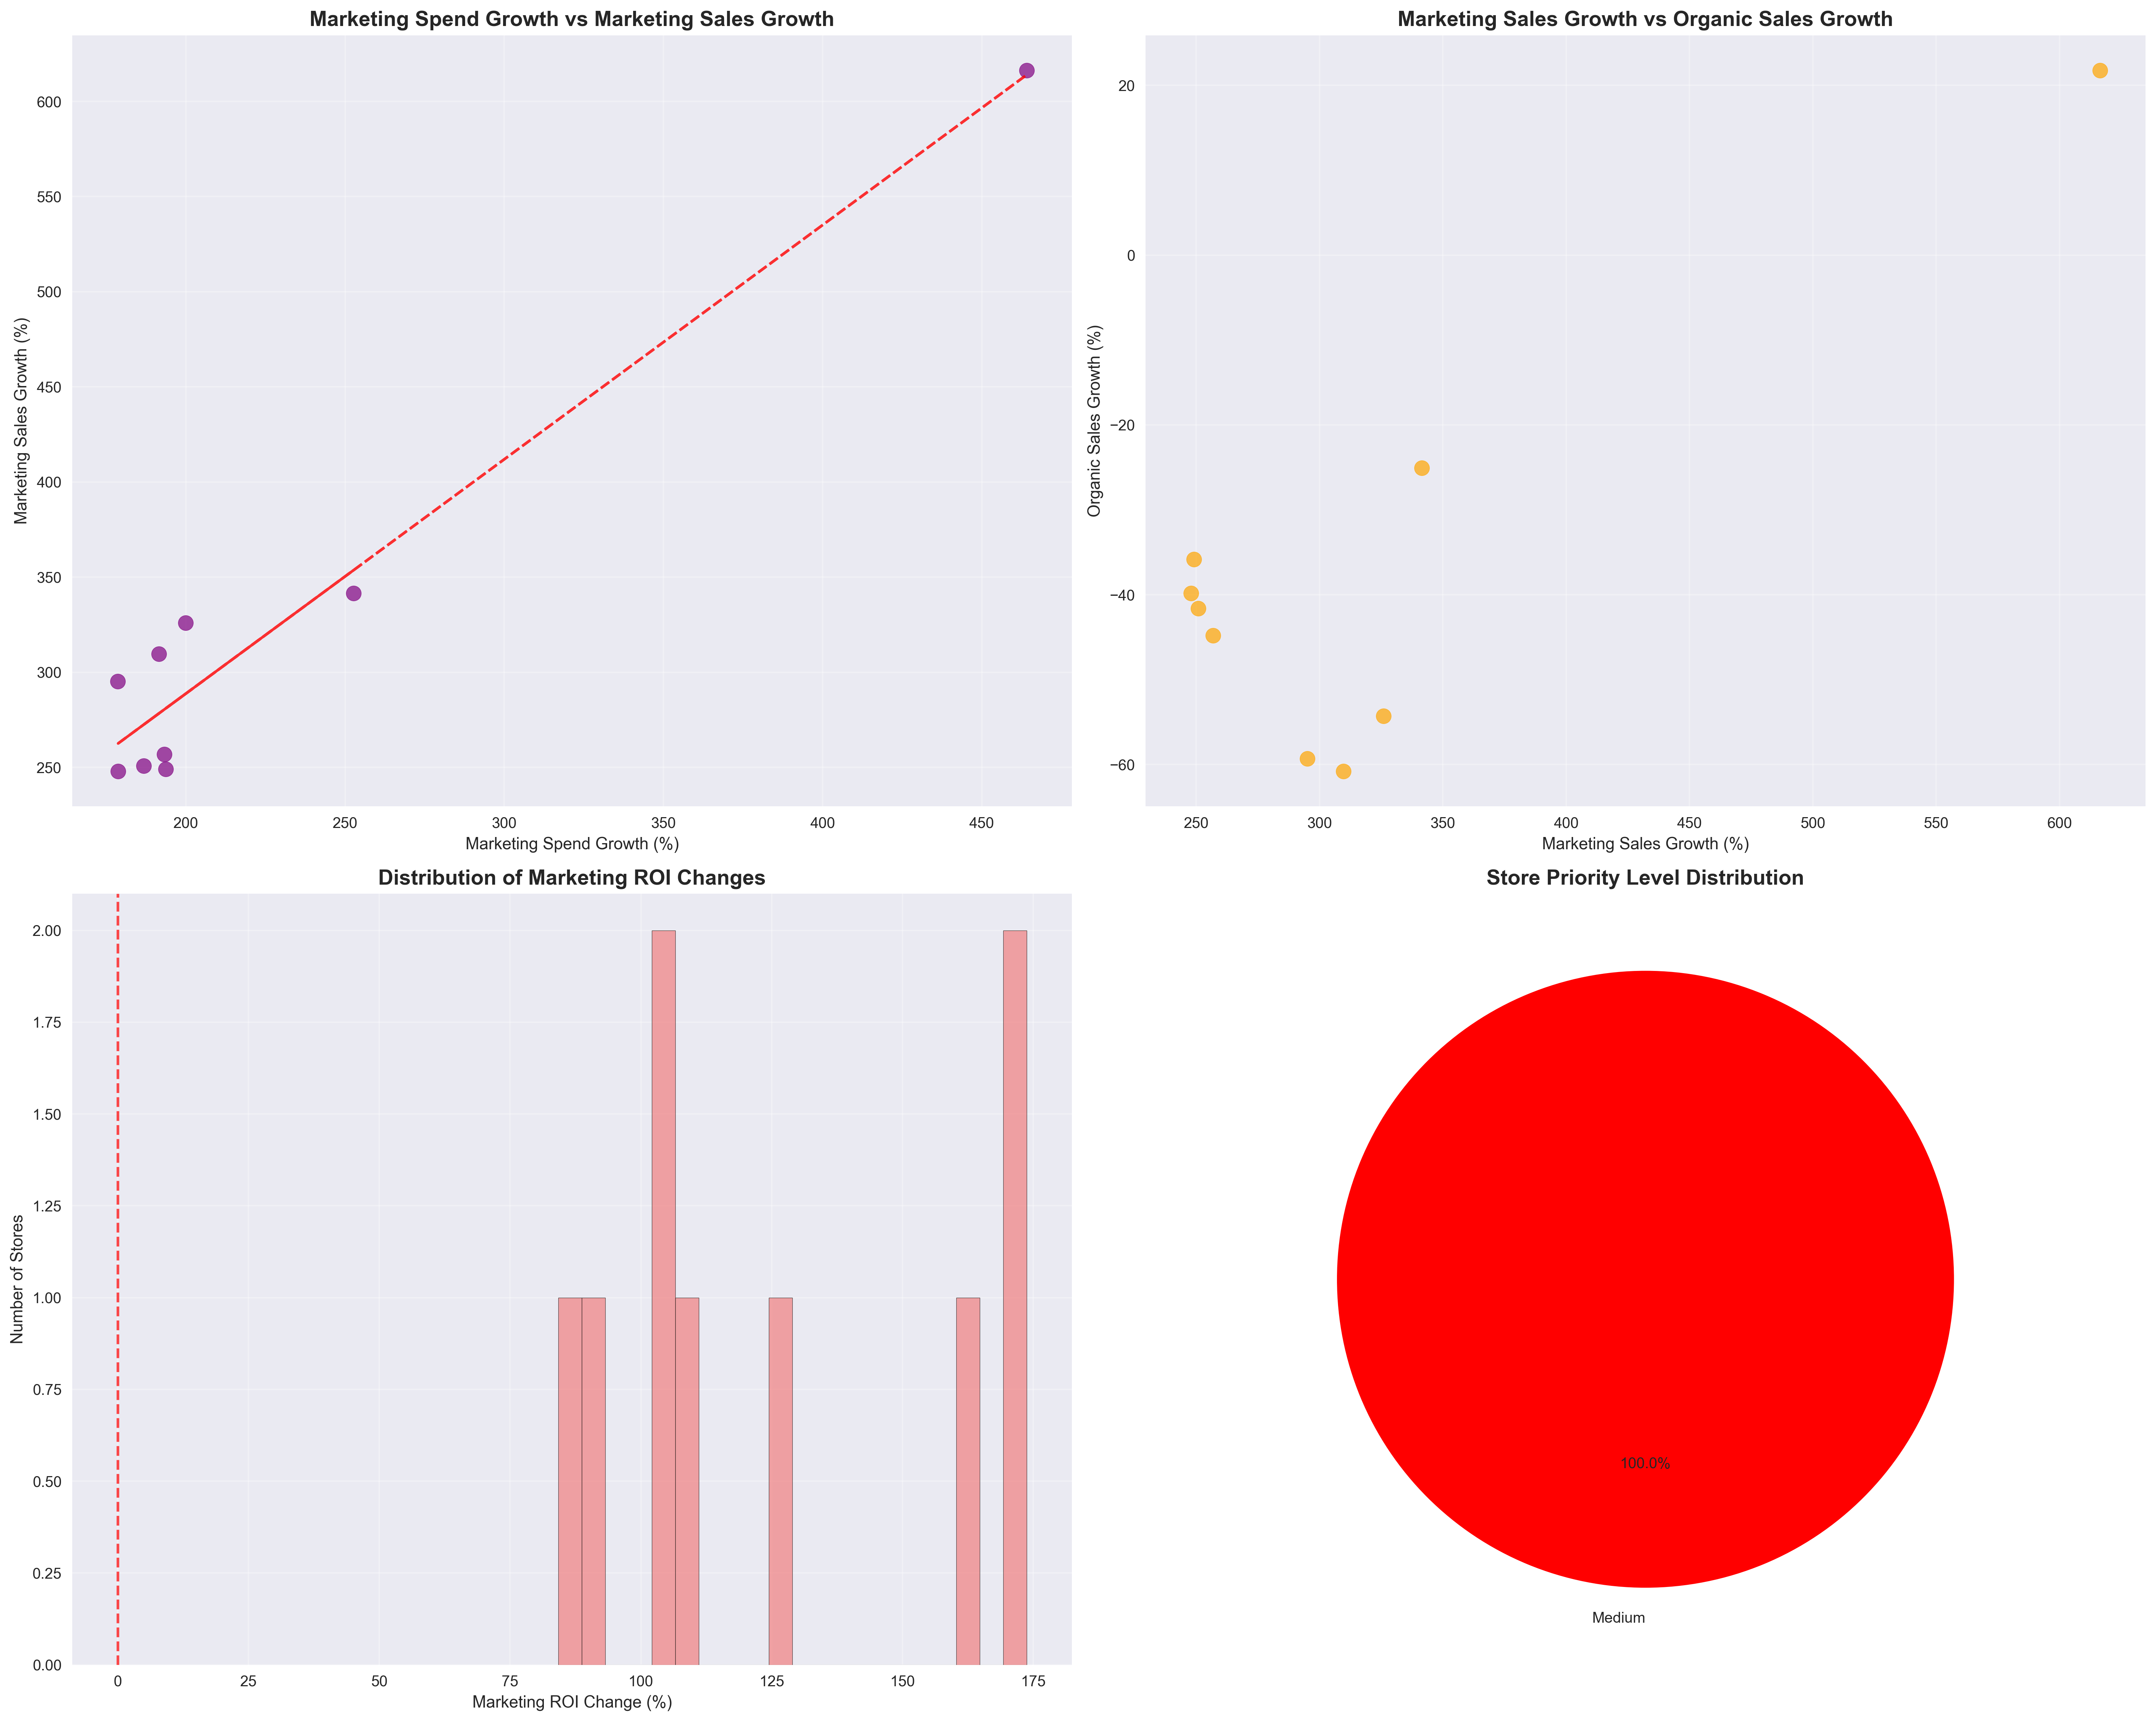 Marketing Spend Growth vs Marketing Sales Growth
Marketing Sales Growth (%)
600
550
500
450
400
350
300
250
200 250 300 350 400 450
Marketing Spend Growth (%)
Marketing Sales Growth vs Organic Sales Growth
Organic Sales Growth (%)
20
0
−20
−40
−60
250 300 350 400 450 500 550 600
Marketing Sales Growth (%)
Distribution of Marketing ROI Changes
Number of Stores
2.00
1.75
1.50
1.25
1.00
0.75
0.50
0.25
0.00
0 25 50 75 100 125 150 175
Marketing ROI Change (%)
Store Priority Level Distribution
100.0%
Medium